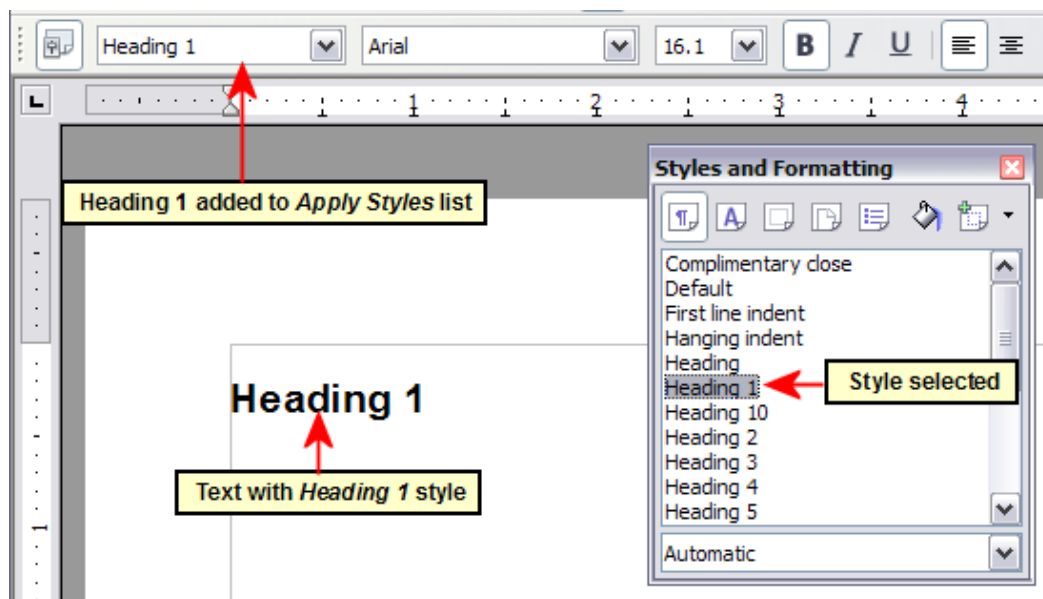 Heading 1 Arial 16.1 B I U
1 2 3 4
Styles and Formatting
Heading 1 added to Apply Styles list
Complimentary close
Default
First line indent
Hanging indent
Heading
Heading 1
Style selected
Heading 10
Heading 2
Heading 3
Heading 4
Heading 5
Automatic
Heading 1
Text with Heading 1 style
1